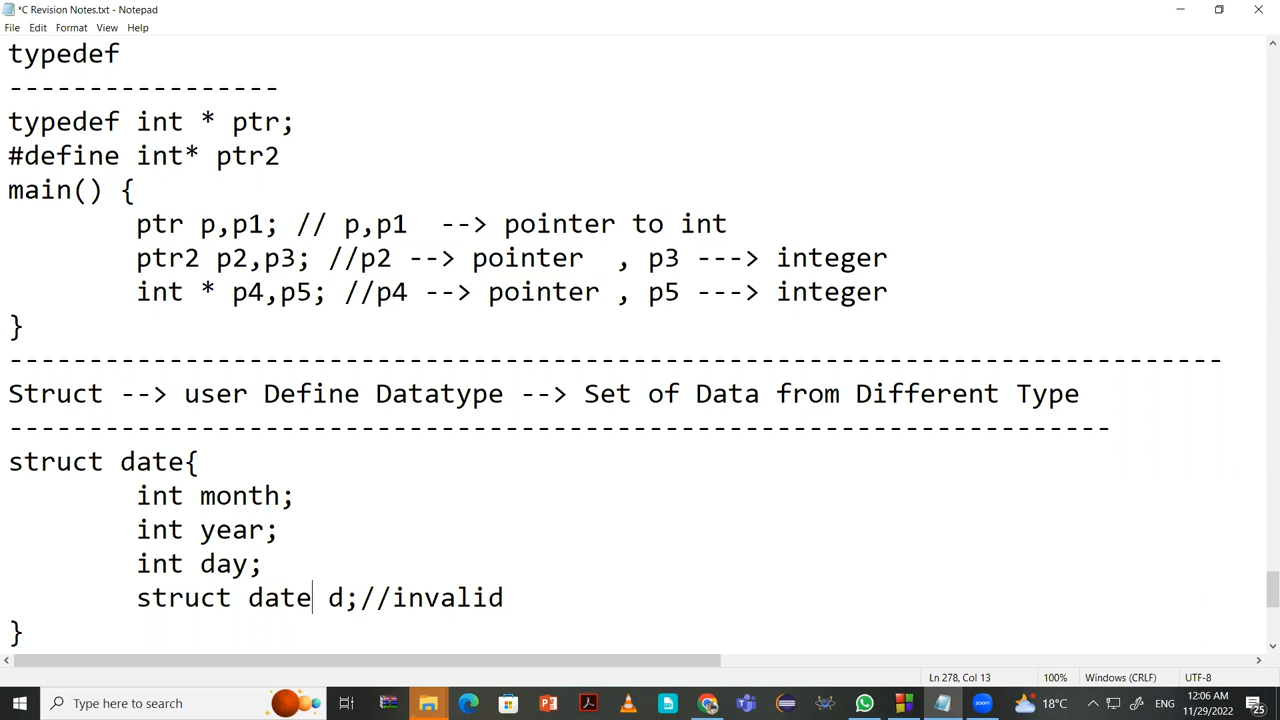 *C Revision Notes.txt - Notepad
File Edit Format View Help
typedef
-----------------
typedef int * ptr;
#define int* ptr2
main() {
ptr p,p1; // p,p1 --> pointer to int
ptr2 p2,p3; //p2 --> pointer , p3 ---> integer
int * p4,p5; //p4 --> pointer , p5 ---> integer
}
----------------------------------------------------------------------------
Struct --> user Define Datatype --> Set of Data from Different Type
---------------------------------------------------------------------
struct date{
int month;
int year;
int day;
struct date d;//invalid
}
Ln 278, Col 13 100% Windows (CRLF) UTF-8
Type here to search 18°C ENG 12:06 AM 11/29/2022 25